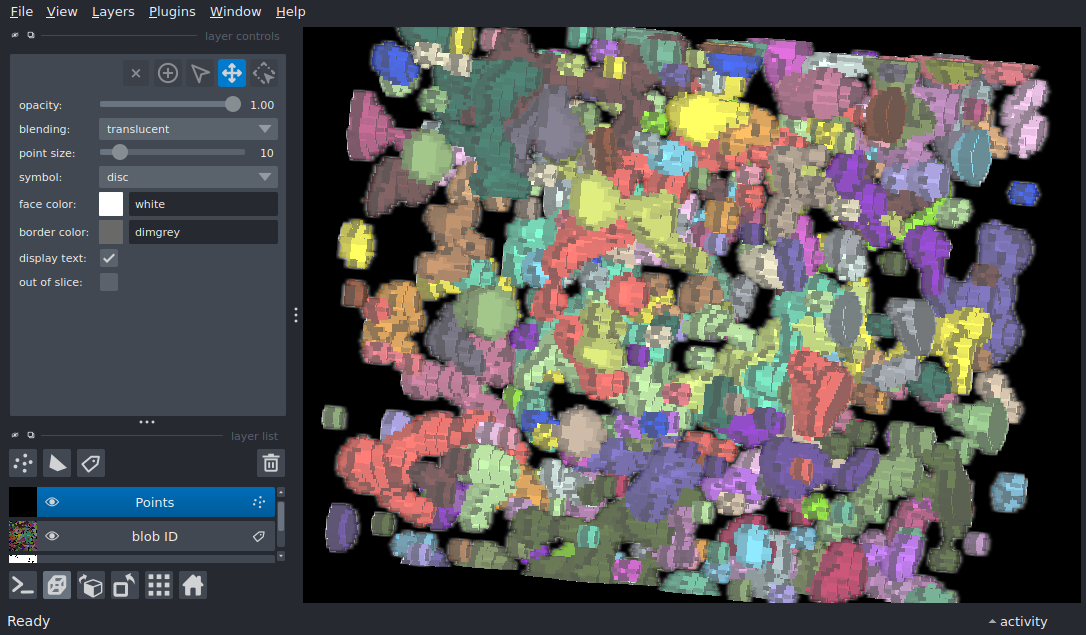 File View Layers Plugins Window Help
layer controls
opacity: 1.00
blending: translucent
point size: 10
symbol: disc
face color: white
border color: dimgrey
display text:
out of slice:
layer list
Points
blob ID
Ready
activity